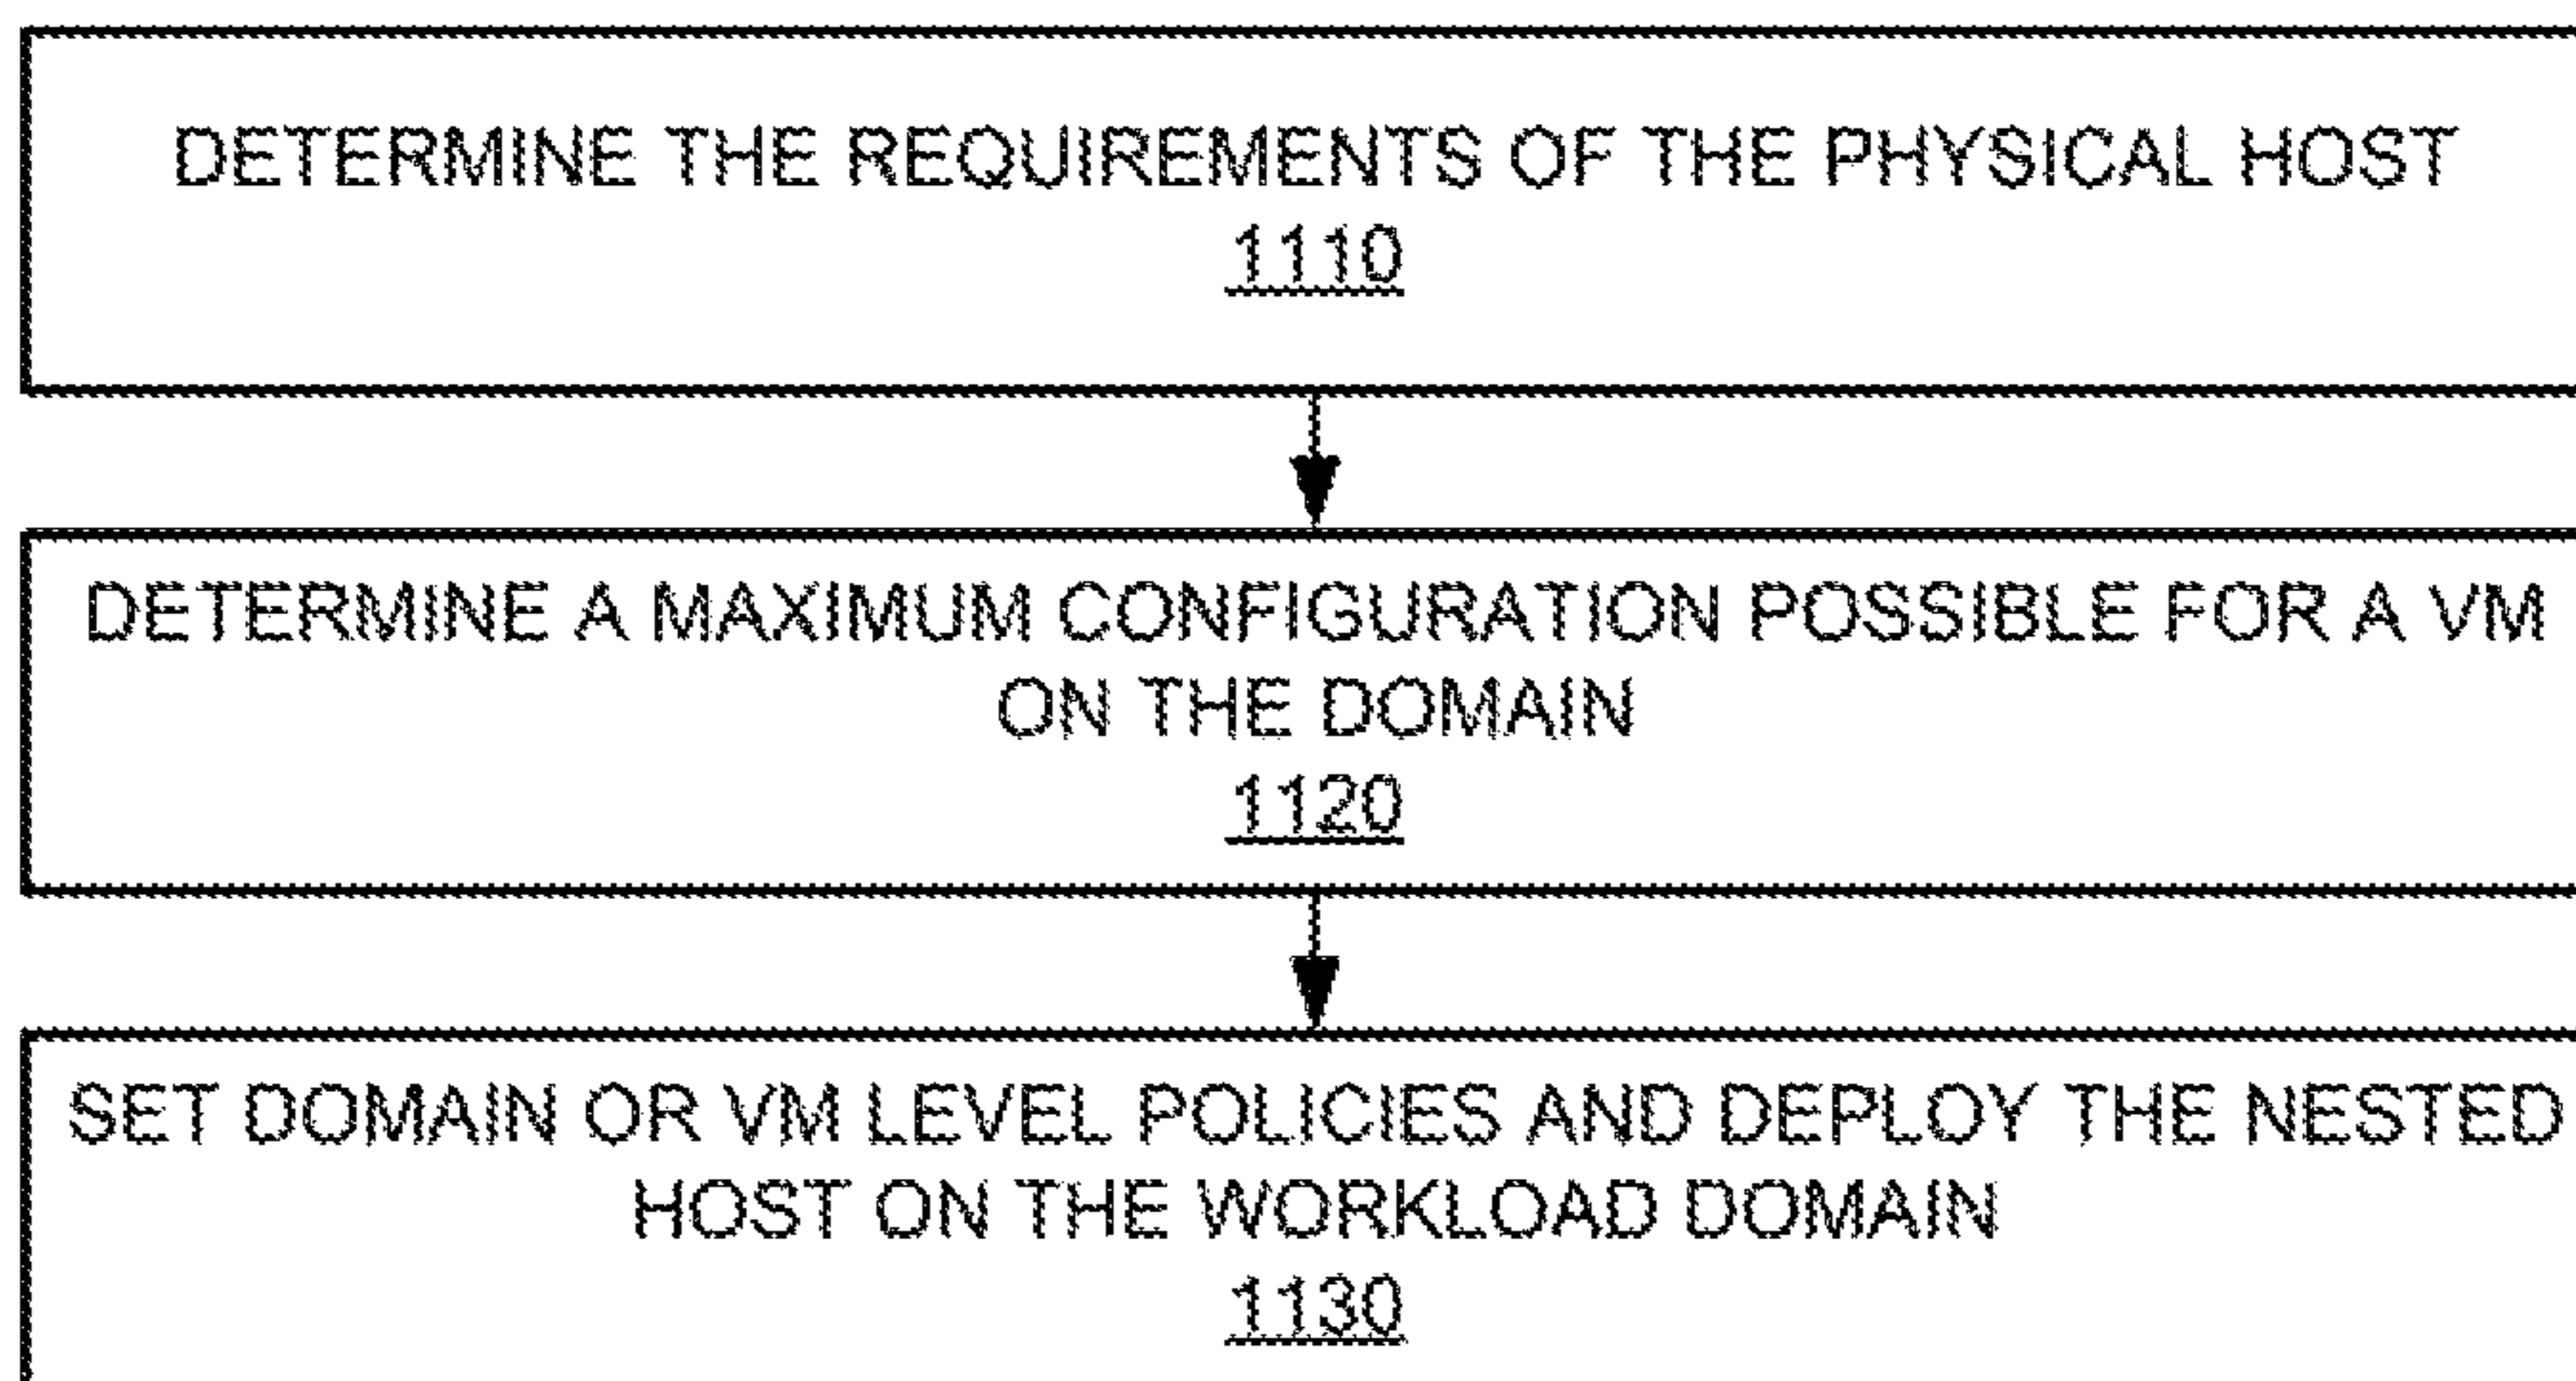 DETERMINE THE REQUIREMENTS OF THE PHYSICAL HOST
1110
DETERMINE A MAXIMUM CONFIGURATION POSSIBLE FOR A VM
ON THE DOMAIN
1120
SET DOMAIN OR VM LEVEL POLICIES AND DEPLOY THE NESTED
HOST ON THE WORKLOAD DOMAIN
1130